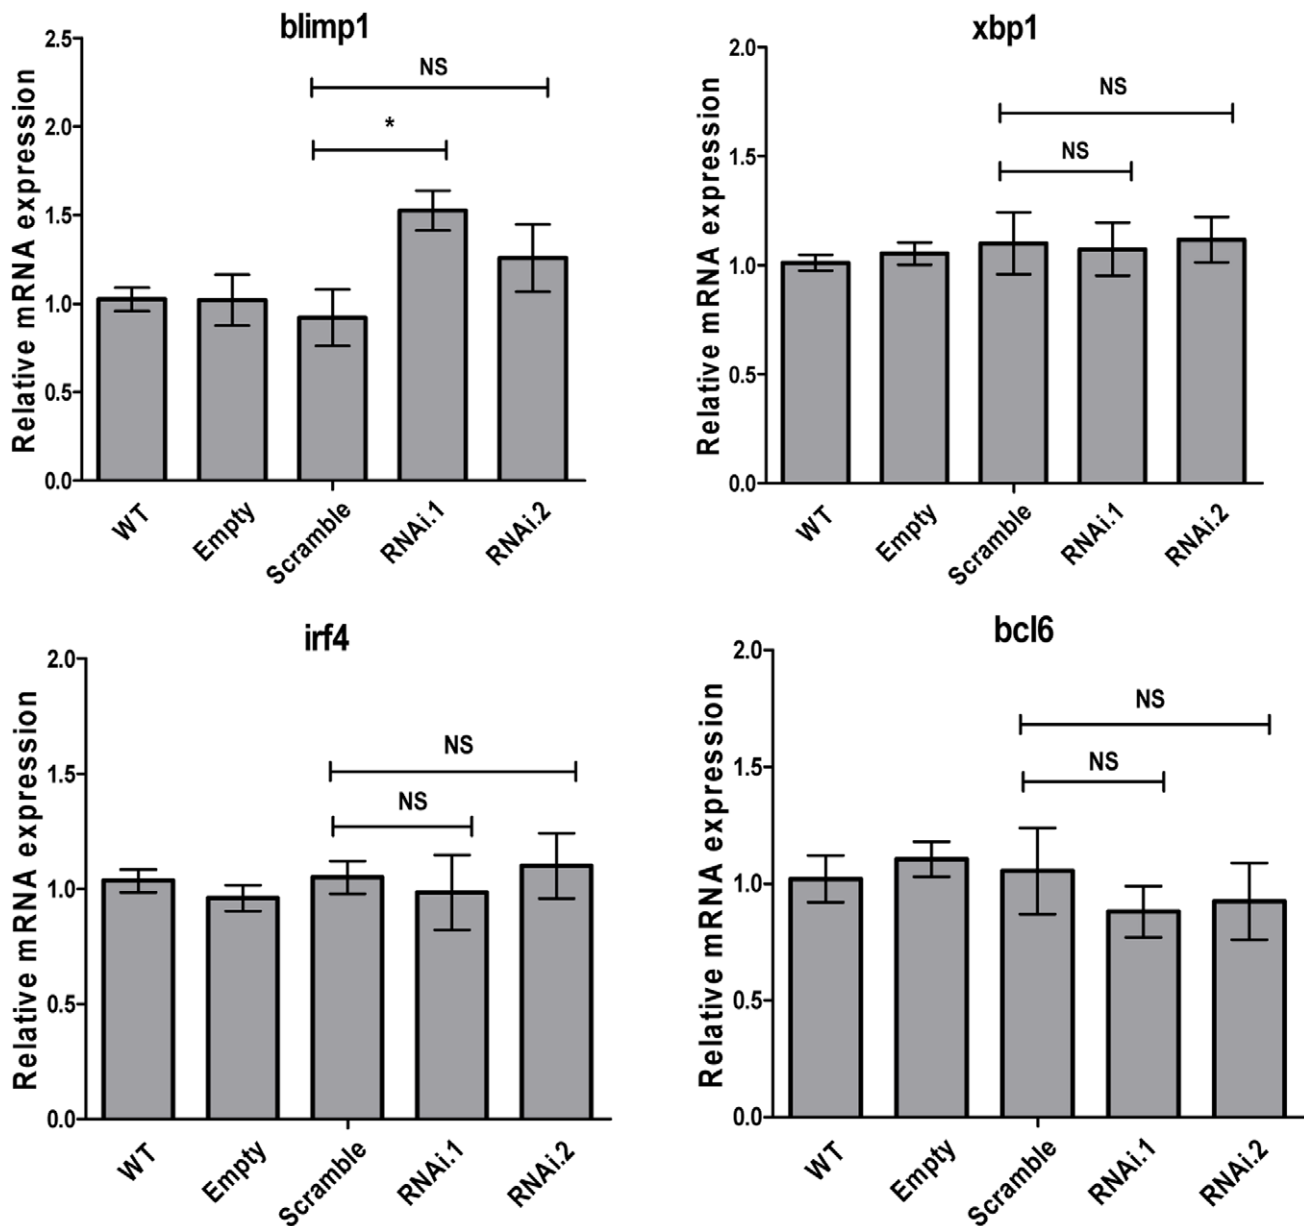 blimp1
Relative mRNA expression
2.5
2.0
1.5
1.0
0.5
0.0
NS
*
WT
Empty
Scramble
RNAi.1
RNAi.2
xbp1
Relative mRNA expression
2.0
1.5
1.0
0.5
0.0
NS
NS
WT
Empty
Scramble
RNAi.1
RNAi.2
irf4
Relative mRNA expression
2.0
1.5
1.0
0.5
0.0
NS
NS
WT
Empty
Scramble
RNAi.1
RNAi.2
bcl6
Relative mRNA expression
2.0
1.5
1.0
0.5
0.0
NS
NS
WT
Empty
Scramble
RNAi.1
RNAi.2